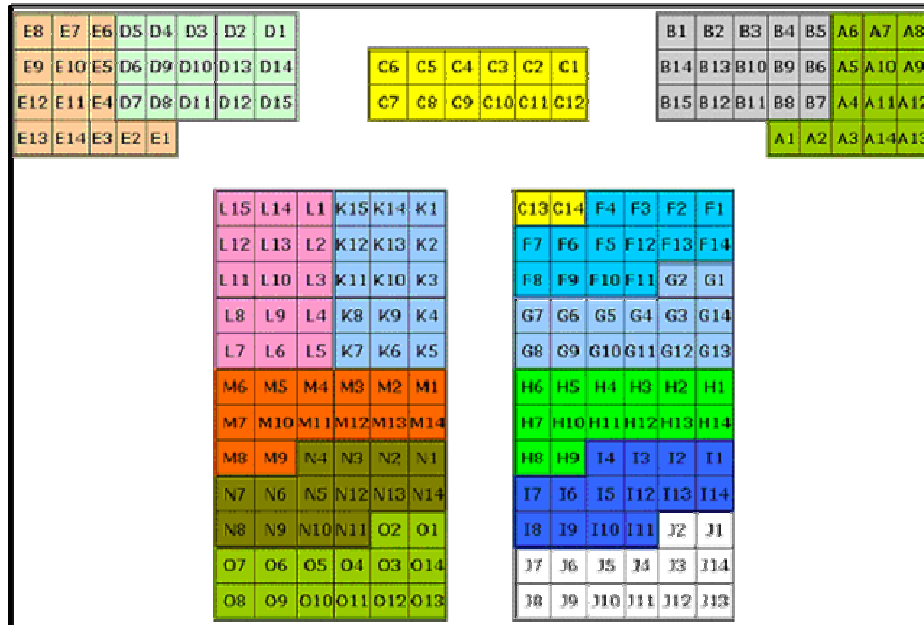 E8 E7 E6 D5 D4 D3 D2 D1 B1 B2 B3 B4 B5 A6 A7 A8
E9 E10 E5 D6 D9 D10 D13 D14 C6 C5 C4 C3 C2 C1 B14 B13 B10 B9 B6 A5 A10 A9
E12 E11 E4 D7 D8 D11 D12 D15 C7 C8 C9 C10 C11 C12 B15 B12 B11 B8 B7 A4 A11 A12
E13 E14 E3 E2 E1 A1 A2 A3 A14 A13
L15 L14 L1 K15 K14 K1 C13 C14 F4 F3 F2 F1
L12 L13 L2 K12 K13 K2 F7 F6 F5 F12 F13 F14
L11 L10 L3 K11 K10 K3 F8 F9 F10 F11 G2 G1
L8 L9 L4 K8 K9 K4 G7 G6 G5 G4 G3 G14
L7 L6 L5 K7 K6 K5 G8 G9 G10 G11 G12 G13
M6 M5 M4 M3 M2 M1 H6 H5 H4 H3 H2 H1
M7 M10 M11 M12 M13 M14 H7 H10 H11 H12 H13 H14
M8 M9 N4 N3 N2 N1 H8 H9 I4 I3 I2 I1
N7 N6 N5 N12 N13 N14 I7 I6 I5 I12 I13 I14
N8 N9 N10 N11 O2 O1 I8 I9 I10 I11 J2 J1
O7 O6 O5 O4 O3 O14 J7 J6 J5 J4 J3 J14
O8 O9 O10 O11 O12 O13 J8 J9 J10 J11 J12 J13